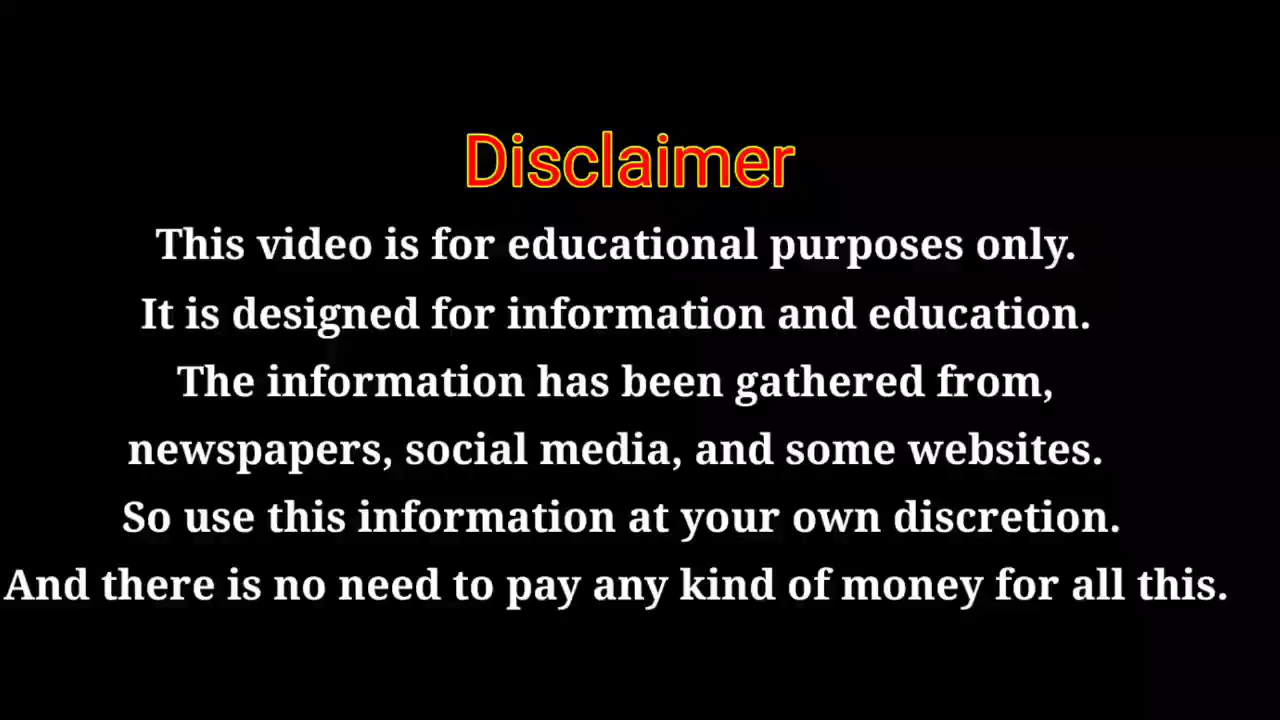 Disclaimer
This video is for educational purposes only.
It is designed for information and education.
The information has been gathered from,
newspapers, social media, and some websites.
So use this information at your own discretion.
And there is no need to pay any kind of money for all this.